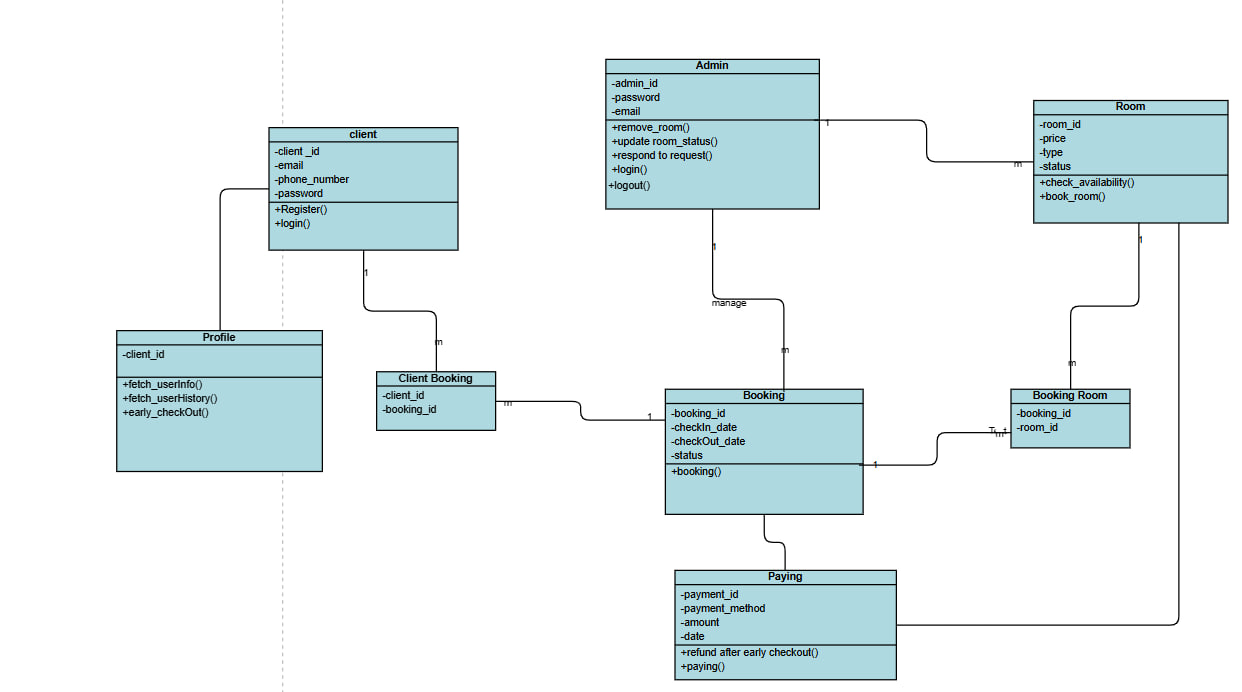 Admin
-admin_id
-password
-email
+remove_room()
+update room_status()
+respond to request()
+login()
+logout()
1
m
Room
-room_id
-price
-type
-status
+check_availability()
+book_room()
client
-client _id
-email
-phone_number
-password
+Register()
+login()
1
m
1
manage
m
1
m
Profile
-client_id
+fetch_userInfo()
+fetch_userHistory()
+early_checkOut()
Client Booking
-client_id
-booking_id
m
1
Booking
-booking_id
-checkIn_date
-checkOut_date
-status
+booking()
1
Booking Room
-booking_id
-room_id
Paying
-payment_id
-payment_method
-amount
-date
+refund after early checkout()
+paying()